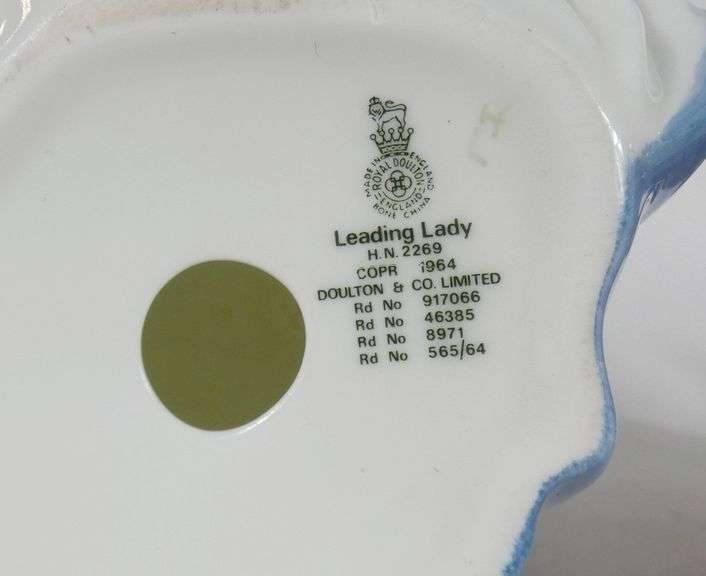 MADE IN ENGLAND
ROYAL DOULTON
ENGLAND
BONE CHINA
Leading Lady
H.N. 2269
COPR 1964
DOULTON & CO. LIMITED
Rd No 917066
Rd No 46385
Rd No 8971
Rd No 565/64